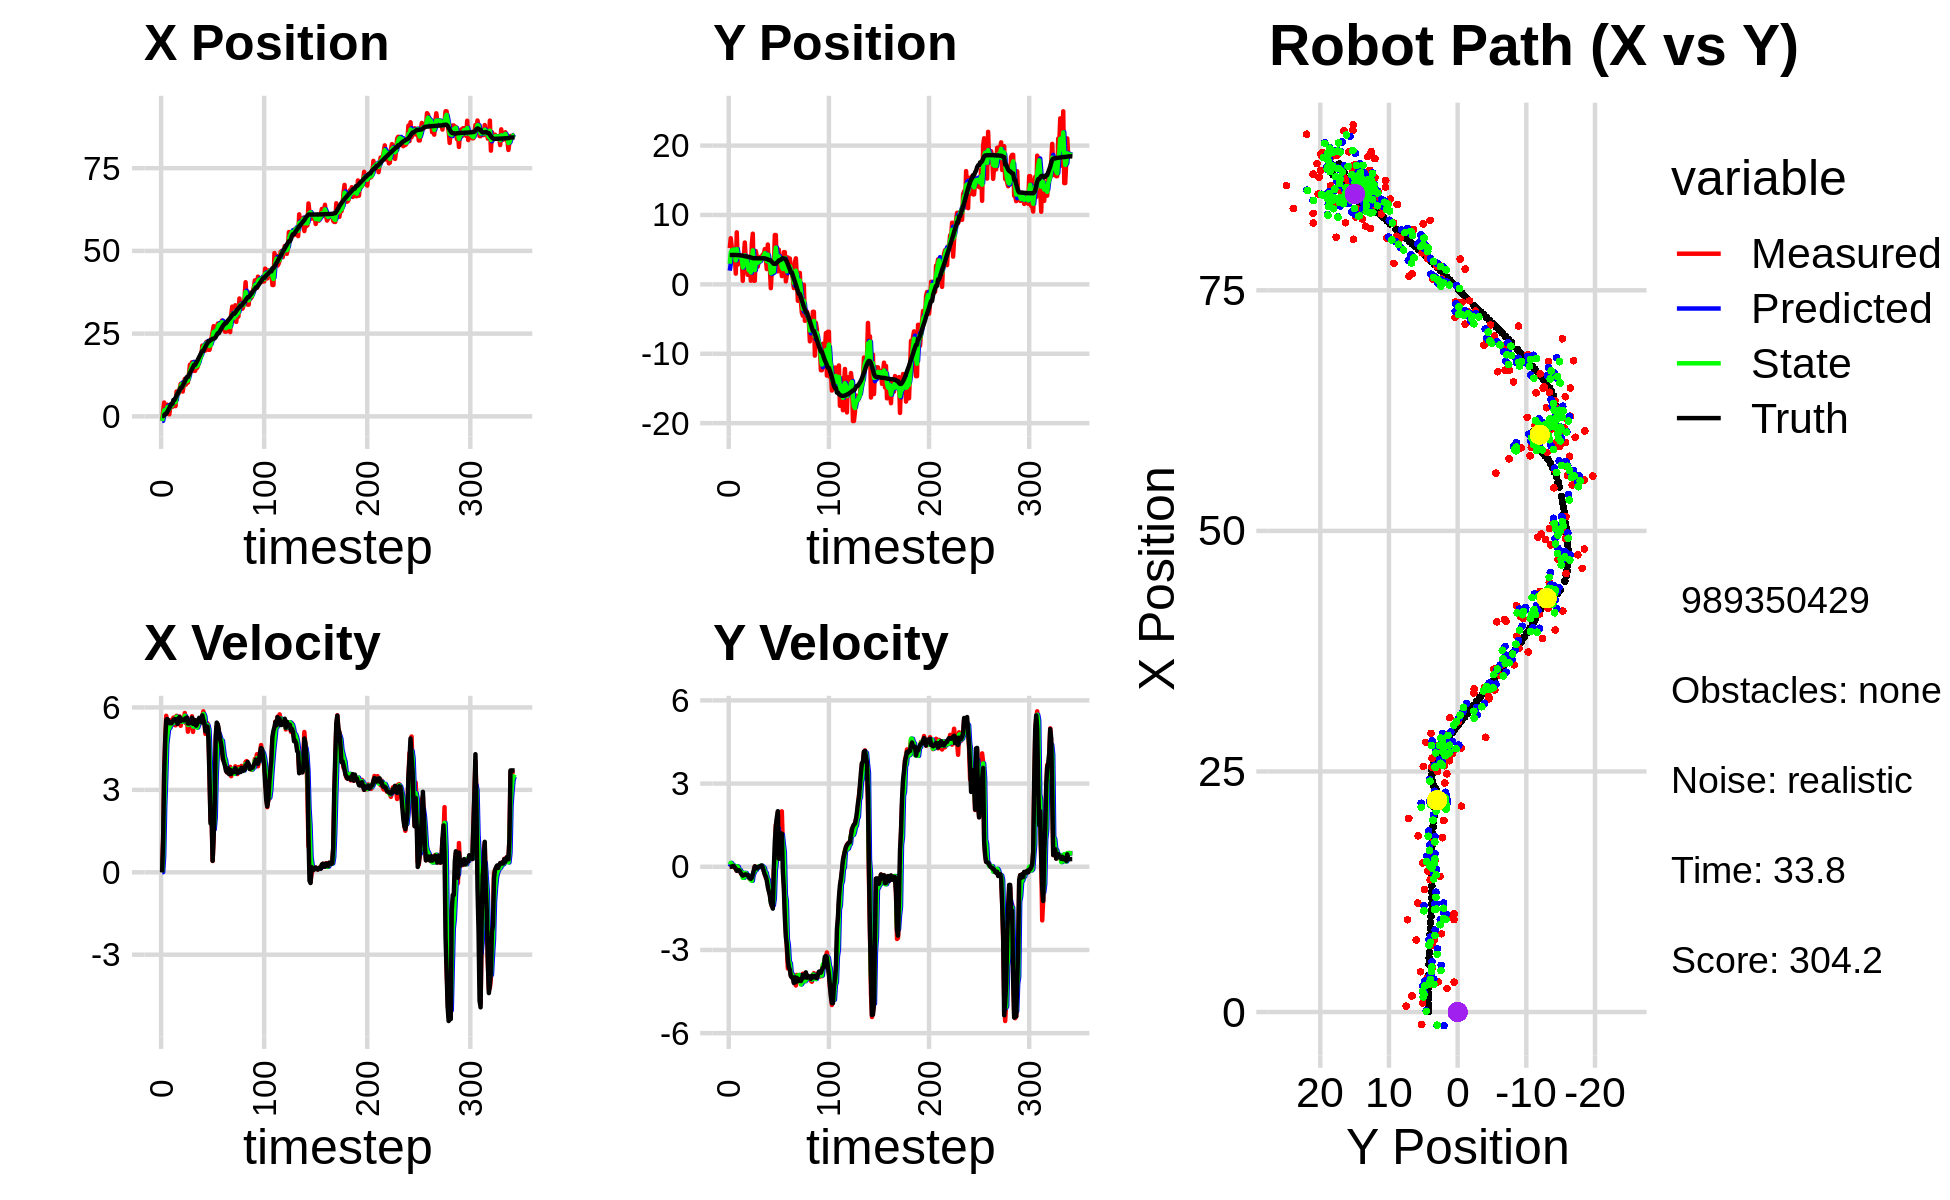 X Position
75
50
25
0
0
100
200
300
timestep
Y Position
20
10
0
-10
-20
0
100
200
300
timestep
X Velocity
6
3
0
-3
0
100
200
300
timestep
Y Velocity
6
3
0
-3
-6
0
100
200
300
timestep
Robot Path (X vs Y)
X Position
75
50
25
0
20 10 0 -10 -20
Y Position
variable
Measured
Predicted
State
Truth
989350429
Obstacles: none
Noise: realistic
Time: 33.8
Score: 304.2